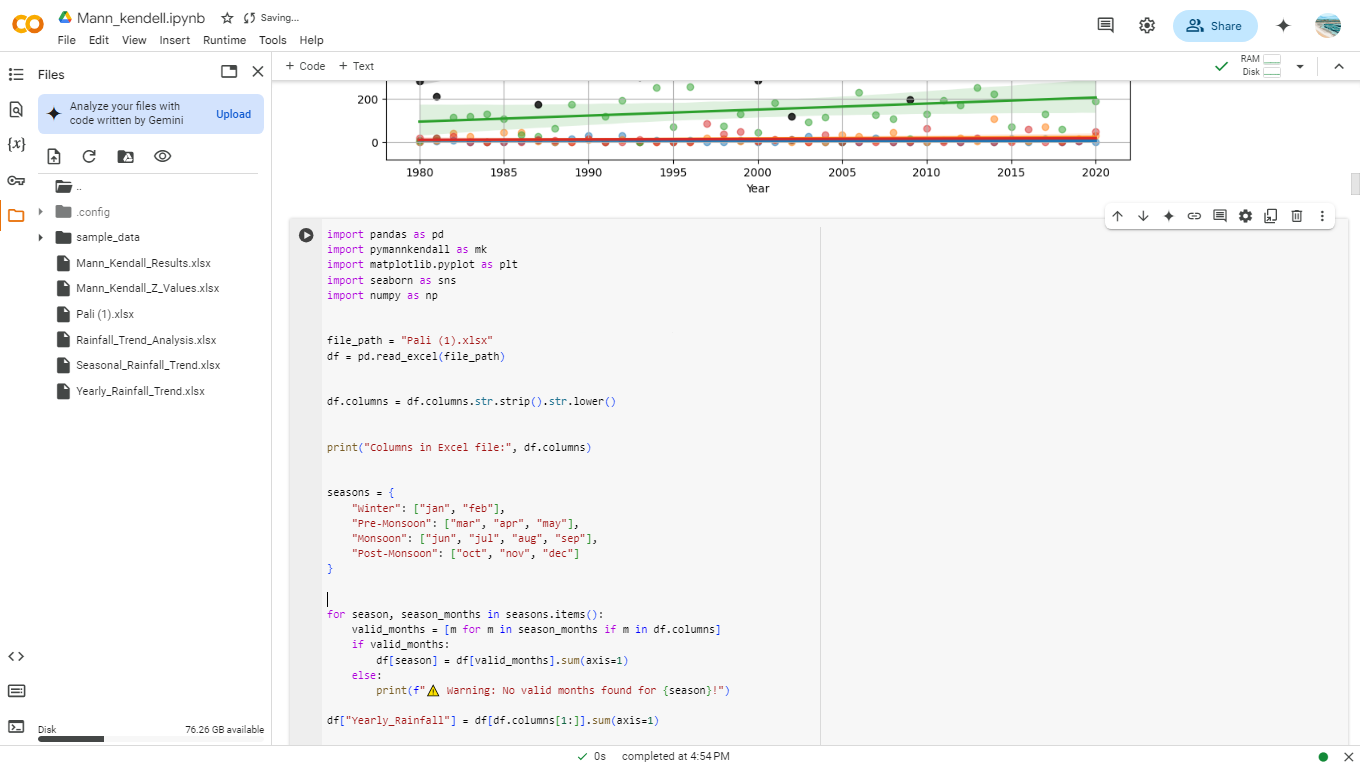 CO
Mann_kendell.ipynb
Saving...
File Edit View Insert Runtime Tools Help
Share
Files
+ Code + Text
RAM
Disk
Analyze your files with
code written by Gemini
Upload
..
.config
sample_data
Mann_Kendall_Results.xlsx
Mann_Kendall_Z_Values.xlsx
Pali (1).xlsx
Rainfall_Trend_Analysis.xlsx
Seasonal_Rainfall_Trend.xlsx
Yearly_Rainfall_Trend.xlsx
Disk
76.26 GB available
200
0
1980 1985 1990 1995 2000 2005 2010 2015 2020
Year
import pandas as pd
import pymannkendall as mk
import matplotlib.pyplot as plt
import seaborn as sns
import numpy as np
file_path = "Pali (1).xlsx"
df = pd.read_excel(file_path)
df.columns = df.columns.str.strip().str.lower()
print("Columns in Excel file:", df.columns)
seasons = {
    "Winter": ["jan", "feb"],
    "Pre-Monsoon": ["mar", "apr", "may"],
    "Monsoon": ["jun", "jul", "aug", "sep"],
    "Post-Monsoon": ["oct", "nov", "dec"]
}
for season, season_months in seasons.items():
    valid_months = [m for m in season_months if m in df.columns]
    if valid_months:
        df[season] = df[valid_months].sum(axis=1)
    else:
        print(f"⚠️ Warning: No valid months found for {season}!")
df["Yearly_Rainfall"] = df[df.columns[1:]].sum(axis=1)
0s completed at 4:54 PM